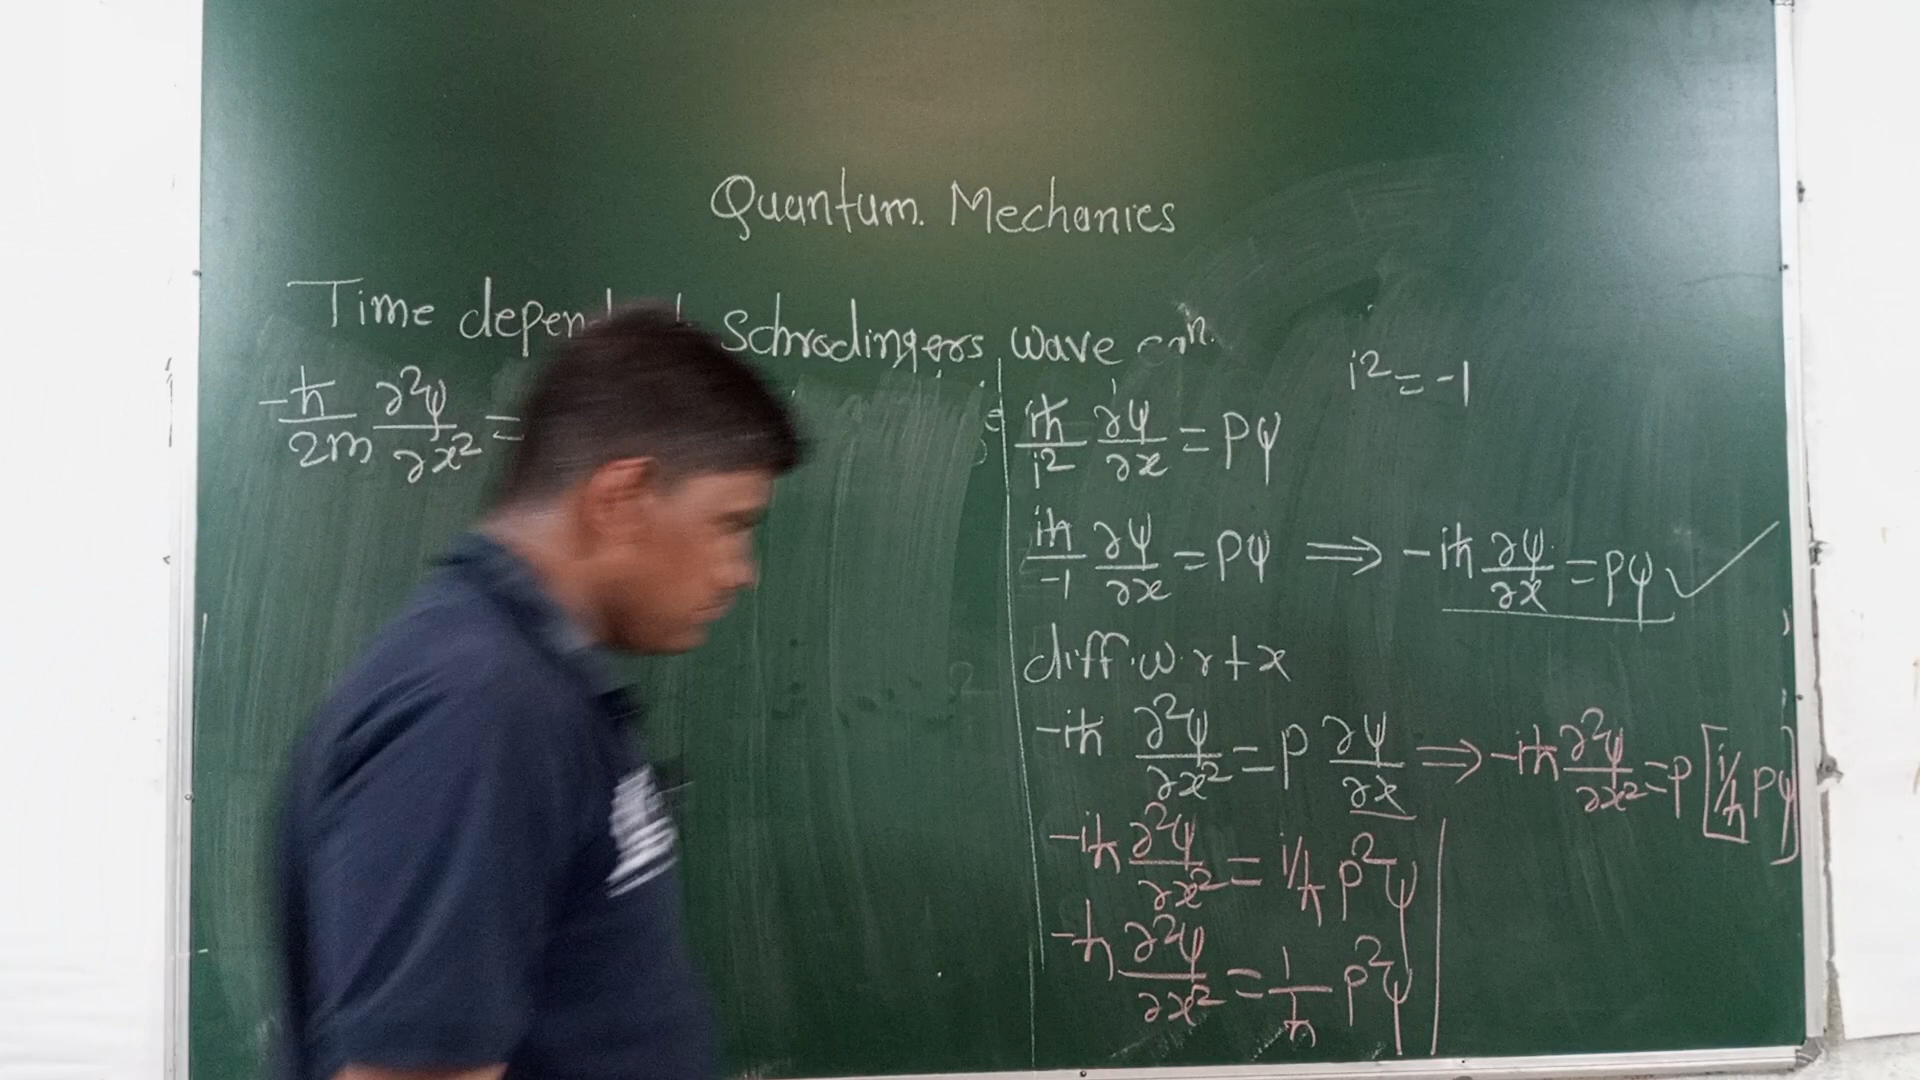 Quantum. Mechanics
Time depen Schrodingers wave eqⁿ.
-ħ/2m ∂²ψ/∂x² =
i² = -1
iħ/i² ∂ψ/∂x = Pψ
iħ/-1 ∂ψ/∂x = Pψ ⟹ -iħ ∂ψ/∂x = Pψ ✓
diff. w. r t x
-iħ ∂²ψ/∂x² = P ∂ψ/∂x ⟹ -iħ ∂²ψ/∂x² = P [i/ħ Pψ]
-iħ ∂²ψ/∂x² = i/ħ P²ψ
-ħ ∂²ψ/∂x² = 1/ħ P²ψ